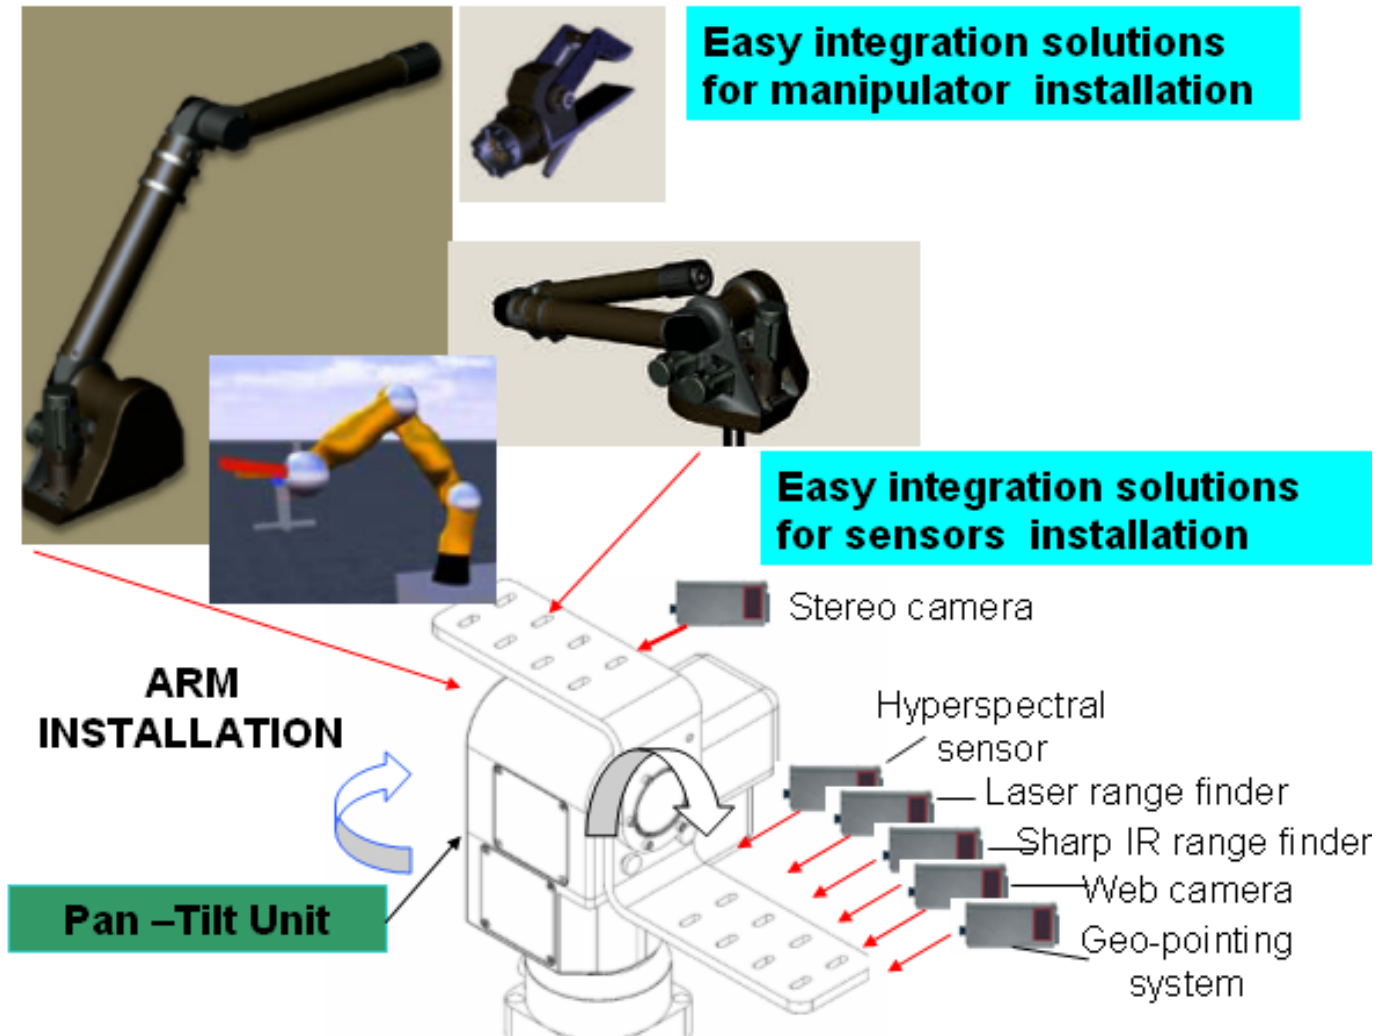 Easy integration solutions
for manipulator installation
Easy integration solutions
for sensors installation
Stereo camera
ARM
INSTALLATION
Hyperspectral
sensor
Laser range finder
Sharp IR range finder
Web camera
Pan –Tilt Unit
Geo-pointing
system